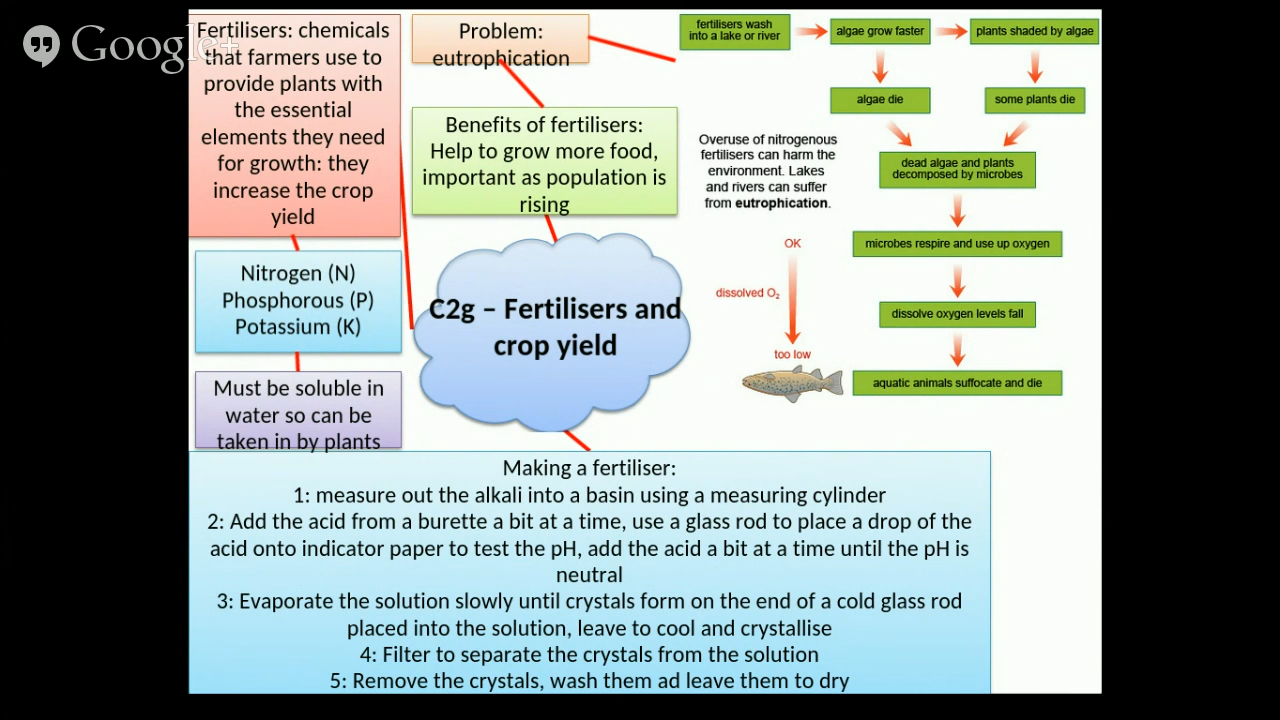 Google+
Fertilisers: chemicals
that farmers use to
provide plants with
the essential
elements they need
for growth: they
increase the crop
yield
Nitrogen (N)
Phosphorous (P)
Potassium (K)
Must be soluble in
water so can be
taken in by plants
Problem:
eutrophication
Benefits of fertilisers:
Help to grow more food,
important as population is
rising
C2g – Fertilisers and
crop yield
fertilisers wash
into a lake or river
algae grow faster
plants shaded by algae
algae die
some plants die
Overuse of nitrogenous
fertilisers can harm the
environment. Lakes
and rivers can suffer
from eutrophication.
dead algae and plants
decomposed by microbes
microbes respire and use up oxygen
dissolve oxygen levels fall
aquatic animals suffocate and die
OK
dissolved O₂
too low
Making a fertiliser:
1: measure out the alkali into a basin using a measuring cylinder
2: Add the acid from a burette a bit at a time, use a glass rod to place a drop of the
acid onto indicator paper to test the pH, add the acid a bit at a time until the pH is
neutral
3: Evaporate the solution slowly until crystals form on the end of a cold glass rod
placed into the solution, leave to cool and crystallise
4: Filter to separate the crystals from the solution
5: Remove the crystals, wash them ad leave them to dry